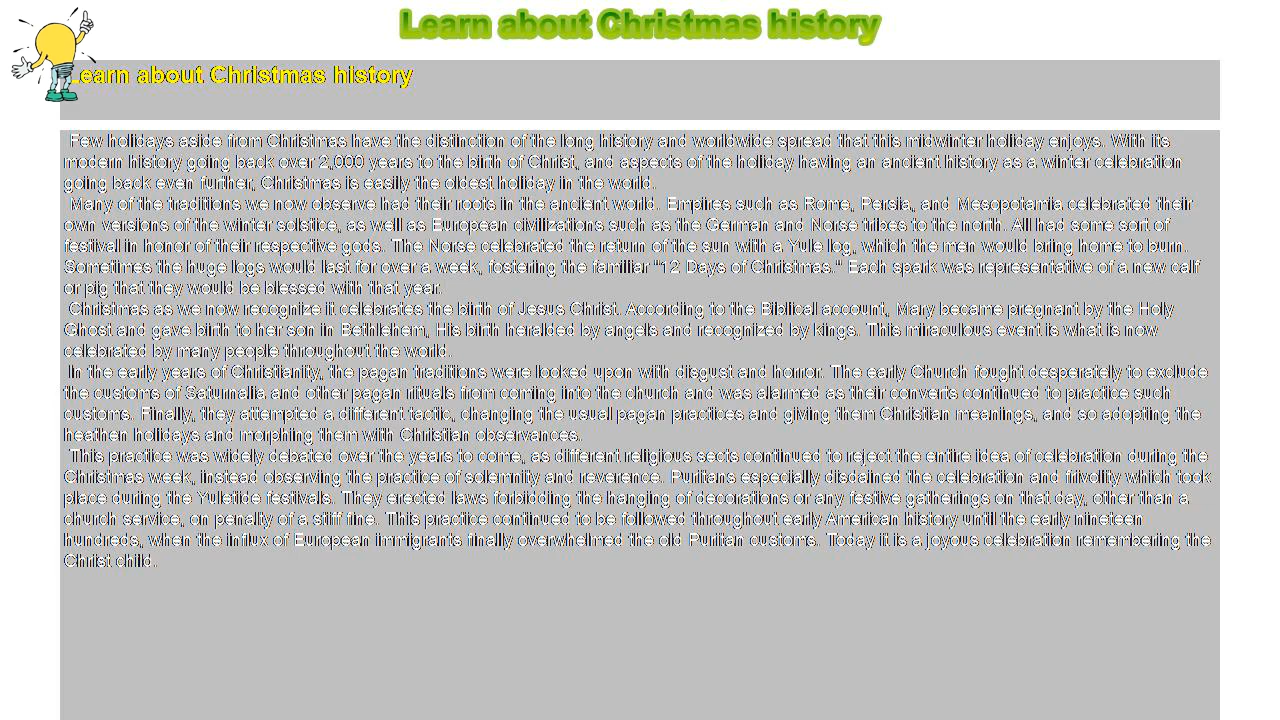 Learn about Christmas history
Learn about Christmas history
Few holidays aside from Christmas have the distinction of the long history and worldwide spread that this midwinter holiday enjoys. With its
modern history going back over 2,000 years to the birth of Christ, and aspects of the holiday having an ancient history as a winter celebration
going back even further, Christmas is easily the oldest holiday in the world.
Many of the traditions we now observe had their roots in the ancient world. Empires such as Rome, Persia, and Mesopotamia celebrated their
own versions of the winter solstice, as well as European civilizations such as the German and Norse tribes to the north. All had some sort of
festival in honor of their respective gods. The Norse celebrated the return of the sun with a Yule log, which the men would bring home to burn.
Sometimes the huge logs would last for over a week, fostering the familiar "12 Days of Christmas." Each spark was representative of a new calf
or pig that they would be blessed with that year.
Christmas as we now recognize it celebrates the birth of Jesus Christ. According to the Biblical account, Mary became pregnant by the Holy
Ghost and gave birth to her son in Bethlehem, His birth heralded by angels and recognized by kings. This miraculous event is what is now
celebrated by many people throughout the world.
In the early years of Christianity, the pagan traditions were looked upon with disgust and horror. The early Church fought desperately to exclude
the customs of Saturnalia and other pagan rituals from coming into the church and was alarmed as their converts continued to practice such
customs. Finally, they attempted a different tactic, changing the usual pagan practices and giving them Christian meanings, and so adopting the
heathen holidays and morphing them with Christian observances.
This practice was widely debated over the years to come, as different religious sects continued to reject the entire idea of celebration during the
Christmas week, instead observing the practice of solemnity and reverence. Puritans especially disdained the celebration and frivolity which took
place during the Yuletide festivals. They erected laws forbidding the hanging of decorations or any festive gatherings on that day, other than a
church service, on penalty of a stiff fine. This practice continued to be followed throughout early American history until the early nineteen
hundreds, when the influx of European immigrants finally overwhelmed the old Puritan customs. Today it is a joyous celebration remembering the
Christ child.